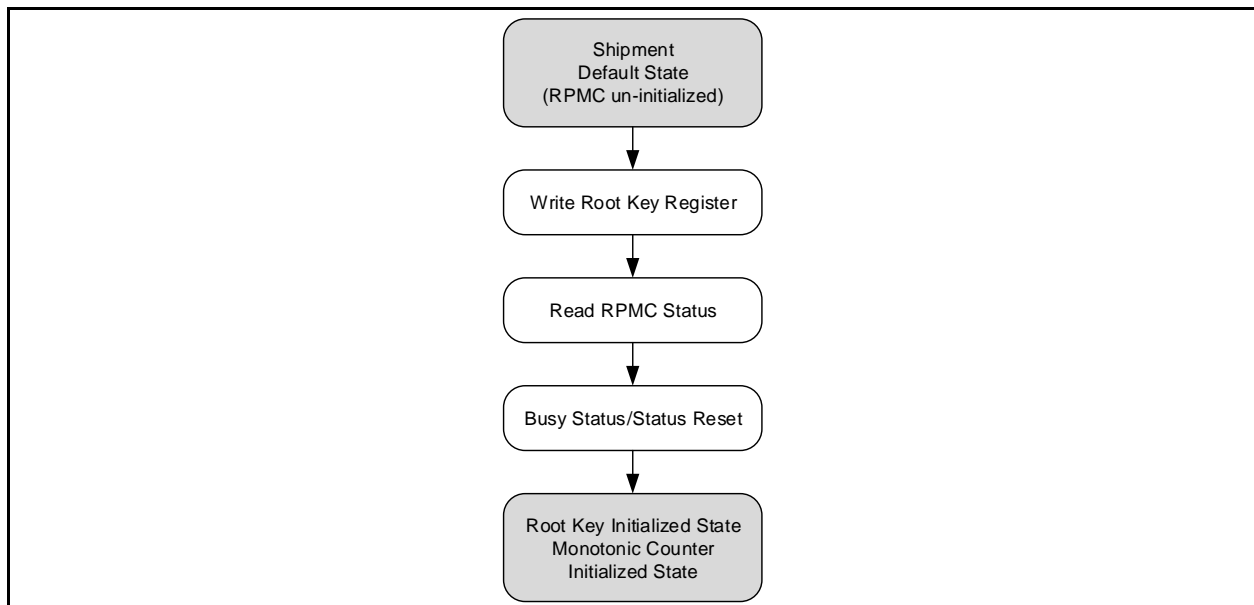 Shipment
Default State
(RPMC un-initialized)
Write Root Key Register
Read RPMC Status
Busy Status/Status Reset
Root Key Initialized State
Monotonic Counter
Initialized State